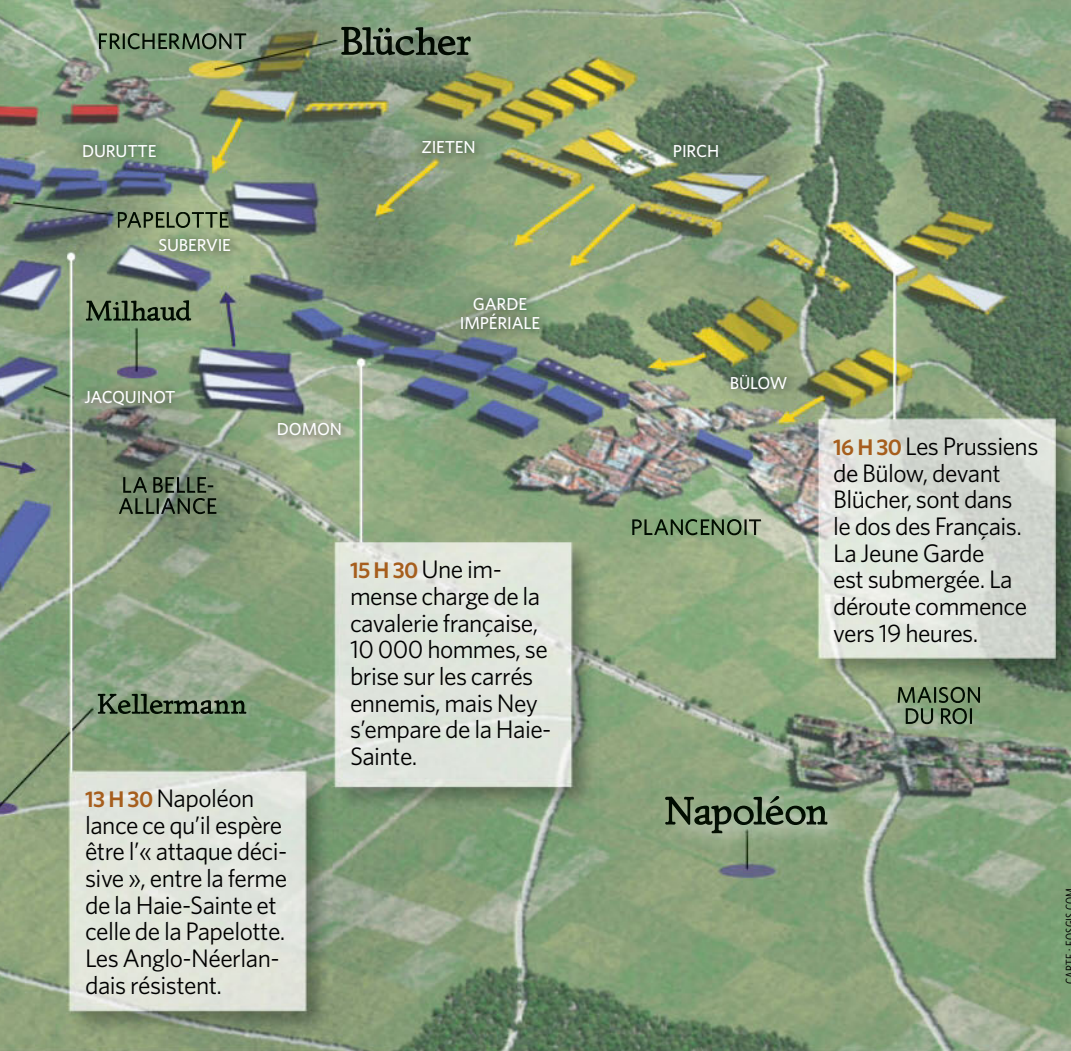 FRICHERMONT
Blücher
DURUTTE
ZIETEN
PIRCH
PAPELOTTE
SUBERVIE
Milhaud
GARDE
IMPÉRIALE
JACQUINOT
BÜLOW
DOMON
LA BELLE-
ALLIANCE
PLANCENOIT
16 H 30 Les Prussiens
de Bülow, devant
Blücher, sont dans
le dos des Français.
La Jeune Garde
est submergée. La
déroute commence
vers 19 heures.
15 H 30 Une im-
mense charge de la
cavalerie française,
10 000 hommes, se
brise sur les carrés
ennemis, mais Ney
s'empare de la Haie-
Sainte.
Kellermann
MAISON
DU ROI
13 H 30 Napoléon
lance ce qu'il espère
être l'« attaque déci-
sive », entre la ferme
de la Haie-Sainte et
celle de la Papelotte.
Les Anglo-Néerlan-
dais résistent.
Napoléon
CARTE : EOSGIS.COM